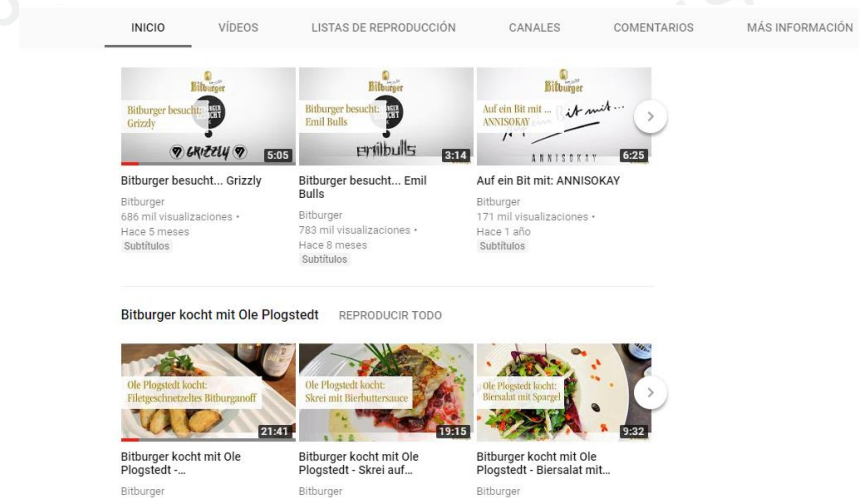 INICIO VÍDEOS LISTAS DE REPRODUCCIÓN CANALES COMENTARIOS MÁS INFORMACIÓN
Bitburger Bitburger Bitburger
Bitburger besucht: Grizzly
Bitburger besucht: Emil Bulls
Auf ein Bit mit ... ANNISOKAY
GRIZZLY 5:05
emilbulls 3:14
ANNISOKAY 6:25
Bitburger besucht... Grizzly
Bitburger
686 mil visualizaciones •
Hace 5 meses
Subtítulos
Bitburger besucht... Emil
Bulls
Bitburger
783 mil visualizaciones •
Hace 8 meses
Subtítulos
Auf ein Bit mit: ANNISOKAY
Bitburger
171 mil visualizaciones •
Hace 1 año
Subtítulos
Bitburger kocht mit Ole Plogstedt REPRODUCIR TODO
Ole Plogstedt kocht:
Filetgeschnetzeltes Bitburganoff
21:41
Ole Plogstedt kocht:
Skrei mit Bierbuttersauce
19:15
Ole Plogstedt kocht:
Biersalat mit Spargel
9:32
Bitburger kocht mit Ole
Plogstedt -...
Bitburger
Bitburger kocht mit Ole
Plogstedt - Skrei auf...
Bitburger
Bitburger kocht mit Ole
Plogstedt - Biersalat mit...
Bitburger